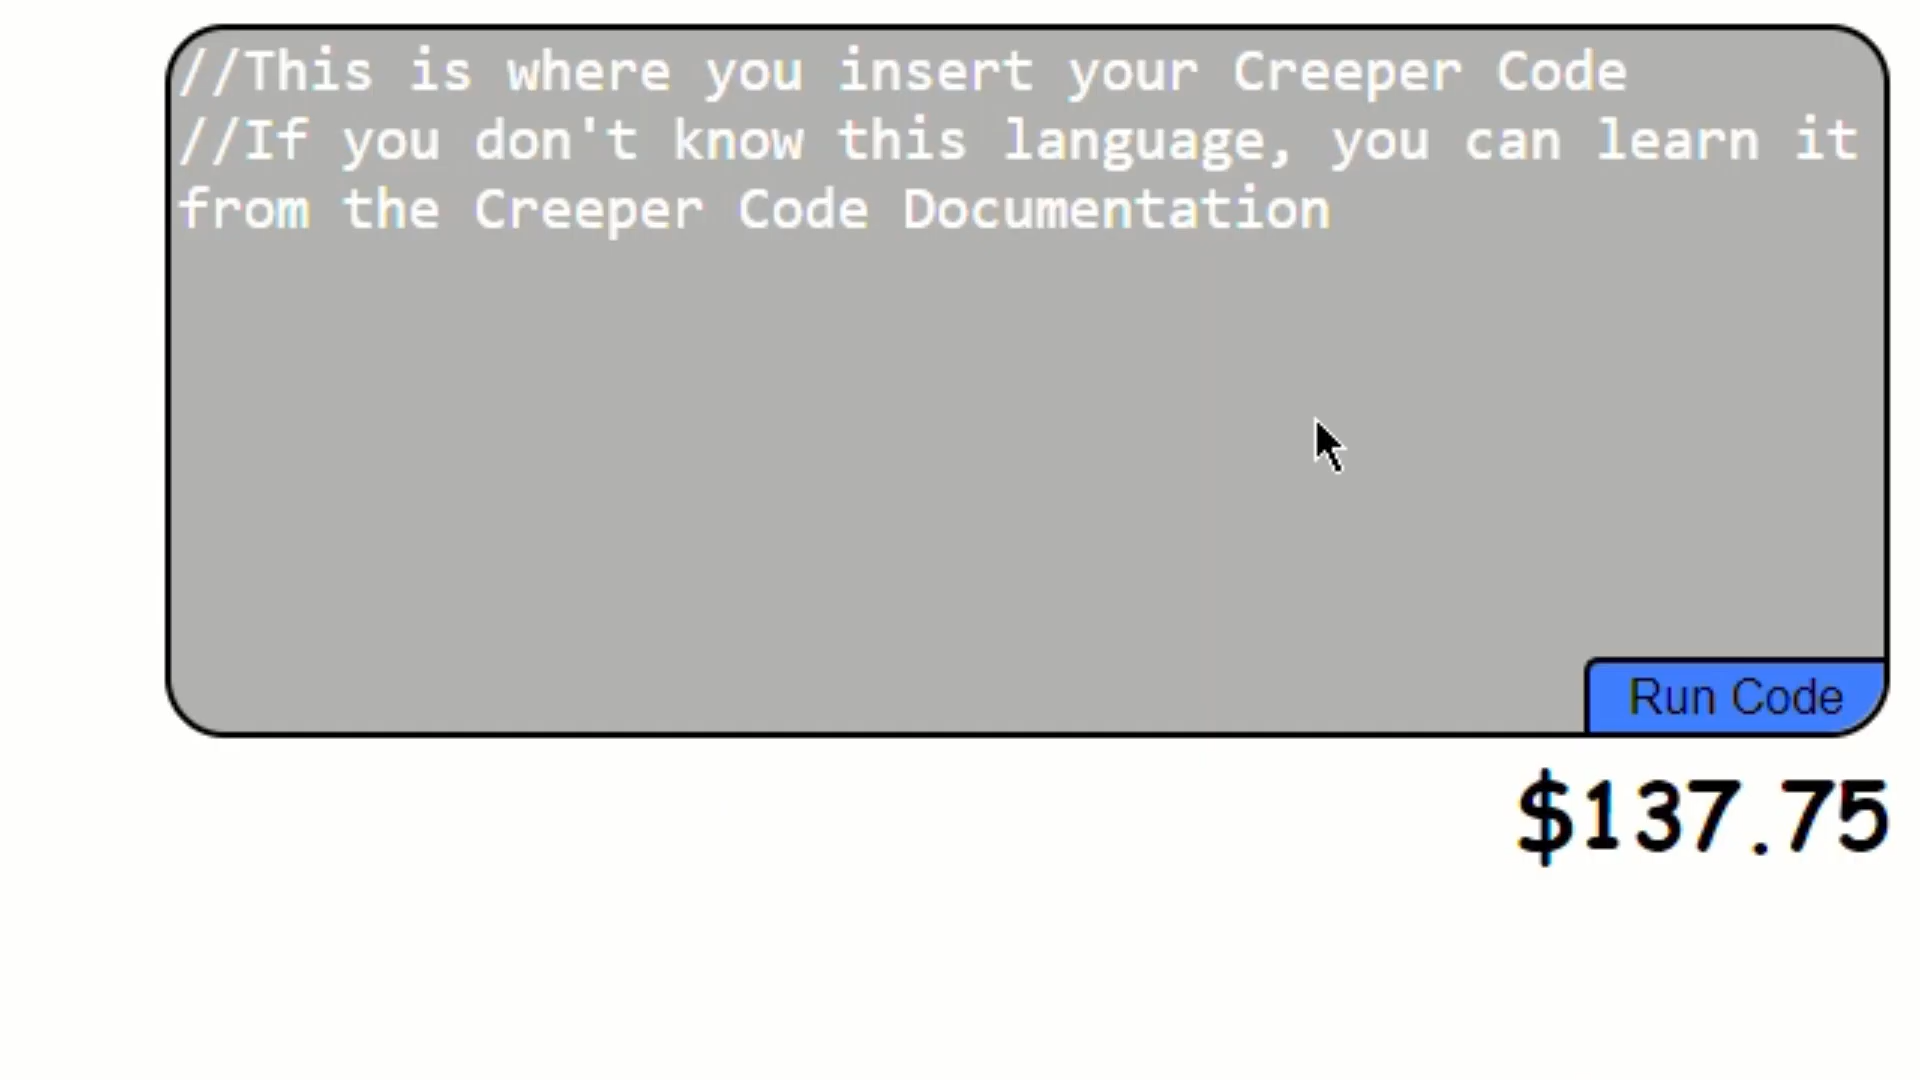 //This is where you insert your Creeper Code
//If you don't know this language, you can learn it
from the Creeper Code Documentation
Run Code
$137.75